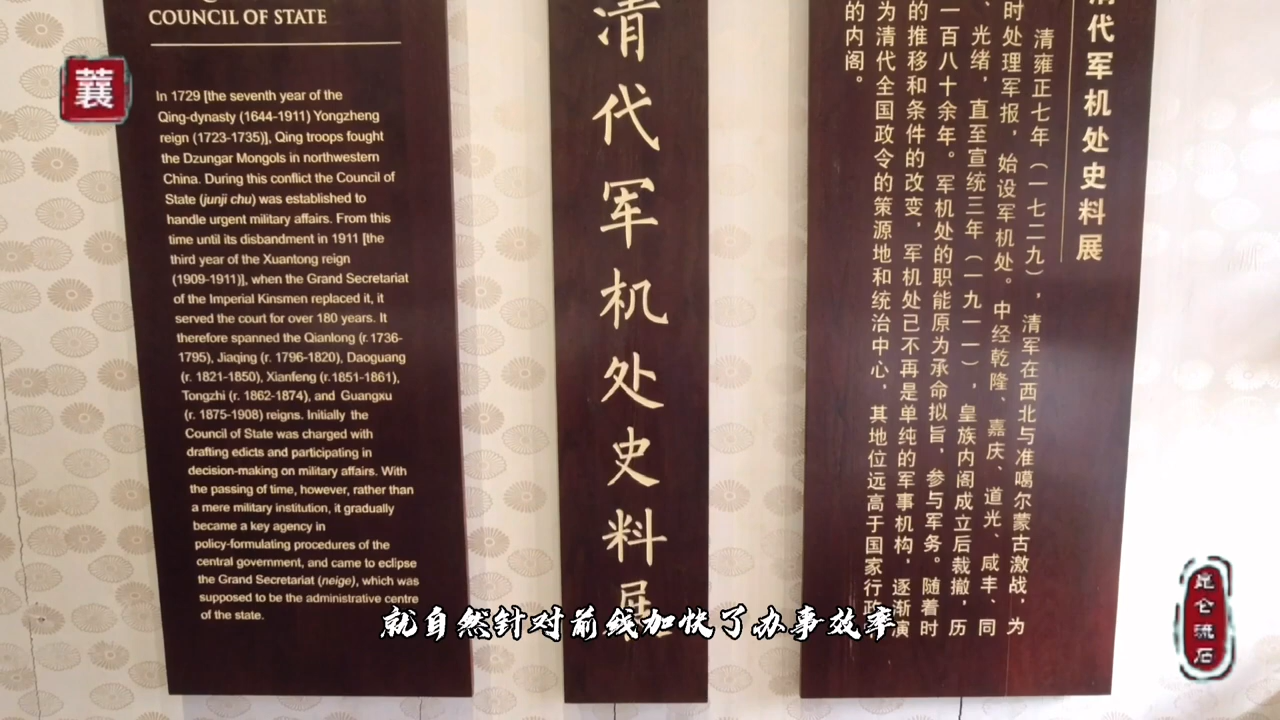 COUNCIL OF STATE
In 1729 [the seventh year of the
Qing-dynasty (1644-1911) Yongzheng
reign (1723-1735)], Qing troops fought
the Dzungar Mongols in northwestern
China. During this conflict the Council of
State (junji chu) was established to
handle urgent military affairs. From this
time until its disbandment in 1911 [the
third year of the Xuantong reign
(1909-1911)], when the Grand Secretariat
of the Imperial Kinsmen replaced it, it
served the court for over 180 years. It
therefore spanned the Qianlong (r. 1736-
1795), Jiaqing (r. 1796-1820), Daoguang
(r. 1821-1850), Xianfeng (r.1851-1861),
Tongzhi (r. 1862-1874), and Guangxu
(r. 1875-1908) reigns. Initially the
Council of State was charged with
drafting edicts and participating in
decision-making on military affairs. With
the passing of time, however, rather than
a mere military institution, it gradually
became a key agency in
policy-formulating procedures of the
central government, and came to eclipse
the Grand Secretariat (neige), which was
supposed to be the administrative centre
of the state.
清代军机处史料展
清代军机处史料展
清雍正七年（一七二九），清军在西北与准噶尔蒙古激战，为
时处理军报，始设军机处。中经乾隆、嘉庆、道光、咸丰、同
、光绪，直至宣统三年（一九一一），皇族内阁成立后裁撤，历
一百八十余年。军机处的职能原为承命拟旨，参与军务。随着时
的推移和条件的改变，军机处已不再是单纯的军事机构，逐渐演
为清代全国政令的策源地和统治中心，其地位远高于国家行政
的内阁。
就自然针对前线加快了办事效率
昆仑流石